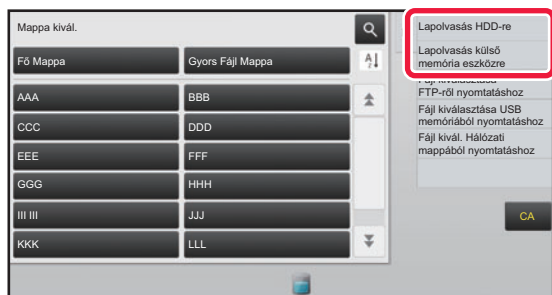 Mappa kivál.
Fő Mappa
Gyors Fájl Mappa
AAA
BBB
CCC
DDD
EEE
FFF
GGG
HHH
III III
JJJ
KKK
LLL
Lapolvasás HDD-re
Lapolvasás külső
memória eszközre
Fájl kiválasztása
FTP-ről nyomtatáshoz
Fájl kiválasztása USB
memóriából nyomtatáshoz
Fájl kivál. Hálózati
mappából nyomtatáshoz
CA